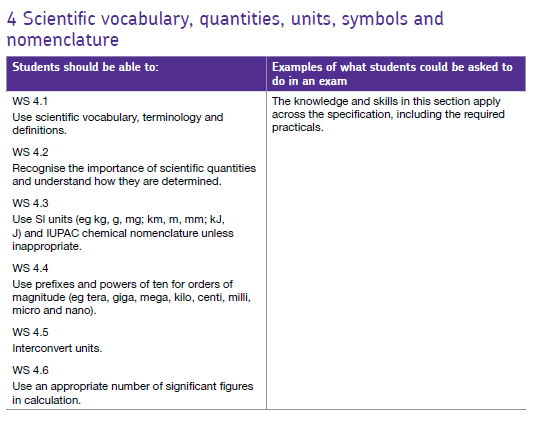 4 Scientific vocabulary, quantities, units, symbols and
nomenclature
Students should be able to:
Examples of what students could be asked to
do in an exam
WS 4.1
Use scientific vocabulary, terminology and
definitions.
WS 4.2
Recognise the importance of scientific quantities
and understand how they are determined.
WS 4.3
Use SI units (eg kg, g, mg; km, m, mm; kJ,
J) and IUPAC chemical nomenclature unless
inappropriate.
WS 4.4
Use prefixes and powers of ten for orders of
magnitude (eg tera, giga, mega, kilo, centi, milli,
micro and nano).
WS 4.5
Interconvert units.
WS 4.6
Use an appropriate number of significant figures
in calculation.
The knowledge and skills in this section apply
across the specification, including the required
practicals.